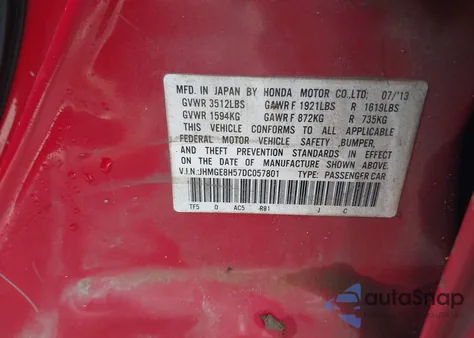 MFD. IN JAPAN BY HONDA MOTOR CO.,LTD: 07/'13
GVWR 3512LBS GAWR F 1921LBS R 1619LBS
GVWR 1594KG GAWR F 872KG R 735KG
THIS VEHICLE CONFORMS TO ALL APPLICABLE
FEDERAL MOTOR VEHICLE SAFETY ,BUMPER,
AND THEFT PREVENTION STANDARDS IN EFFECT
ON THE DATE OF MANUFACTURE SHOWN ABOVE.
V.I.N.:JHMGE8H57DC057801 TYPE: PASSENGER CAR
TF5 D AC5 R81 J C
autoSnap